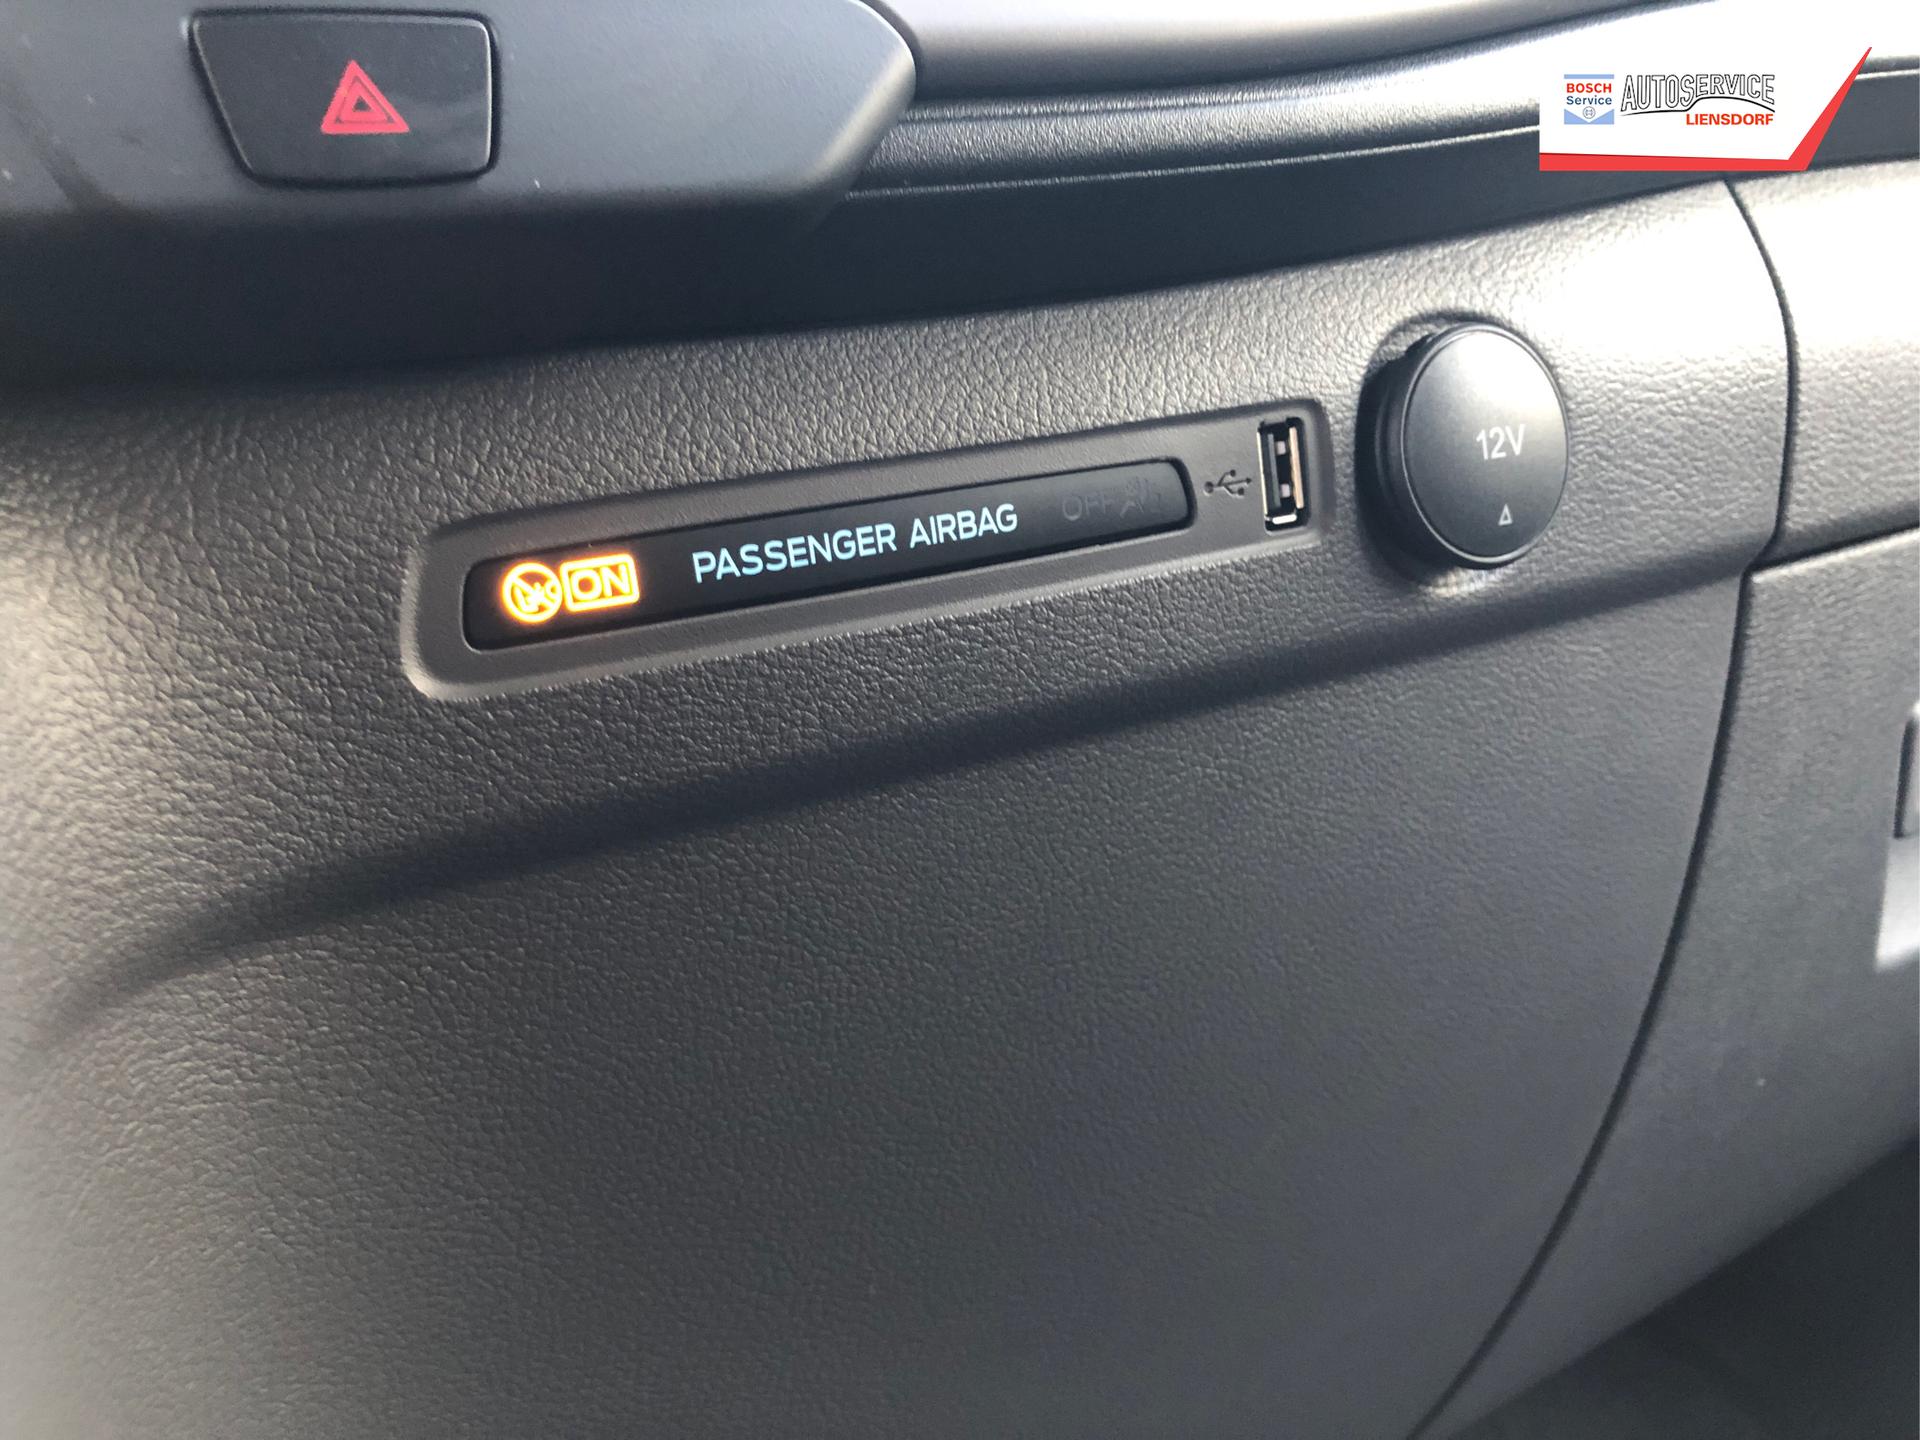 BOSCH
Service
AUTOSERVICE
LIENSDORF
12V
ON PASSENGER AIRBAG OFF